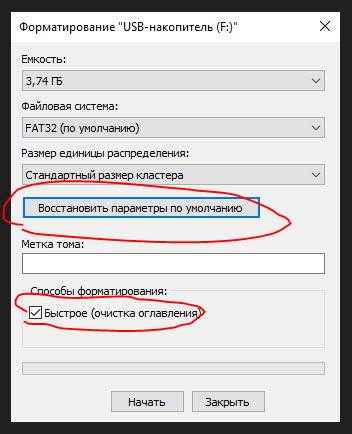 Форматирование "USB-накопитель (F:)"
Емкость:
3,74 ГБ
Файловая система:
FAT32 (по умолчанию)
Размер единицы распределения:
Стандартный размер кластера
Восстановить параметры по умолчанию
Метка тома:
Способы форматирования:
Быстрое (очистка оглавления)
Начать Закрыть